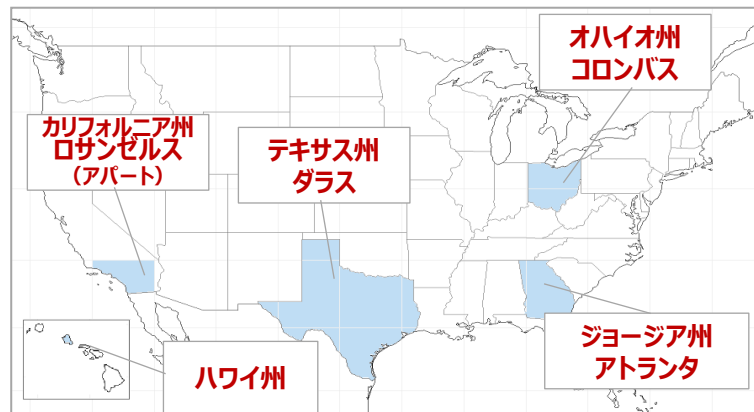 オハイオ州
コロンバス
カリフォルニア州
ロサンゼルス
（アパート）
テキサス州
ダラス
ジョージア州
アトランタ
ハワイ州